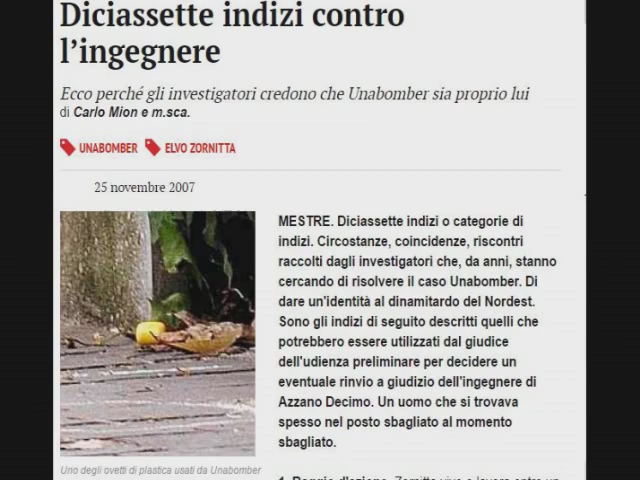 Diciassette indizi contro
l'ingegnere
Ecco perché gli investigatori credono che Unabomber sia proprio lui
di Carlo Mion e m.sca.
UNABOMBER ELVO ZORNITTA
25 novembre 2007
MESTRE. Diciassette indizi o categorie di
indizi. Circostanze, coincidenze, riscontri
raccolti dagli investigatori che, da anni, stanno
cercando di risolvere il caso Unabomber. Di
dare un'identità al dinamitardo del Nordest.
Sono gli indizi di seguito descritti quelli che
potrebbero essere utilizzati dal giudice
dell'udienza preliminare per decidere un
eventuale rinvio a giudizio dell'ingegnere di
Azzano Decimo. Un uomo che si trovava
spesso nel posto sbagliato al momento
sbagliato.
Uno degli ovetti di plastica usati da Unabomber